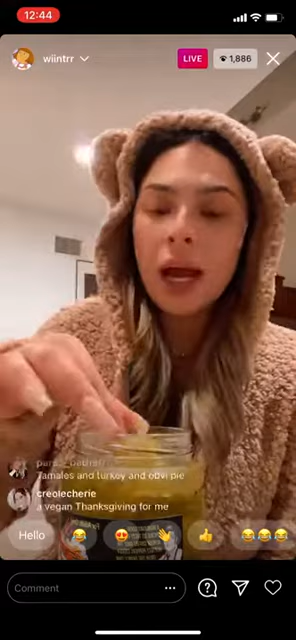 12:44
wiintrr
LIVE
1,886
Tamales and turkey and obvi pie
creolecherie
a vegan Thanksgiving for me
Hello
Comment